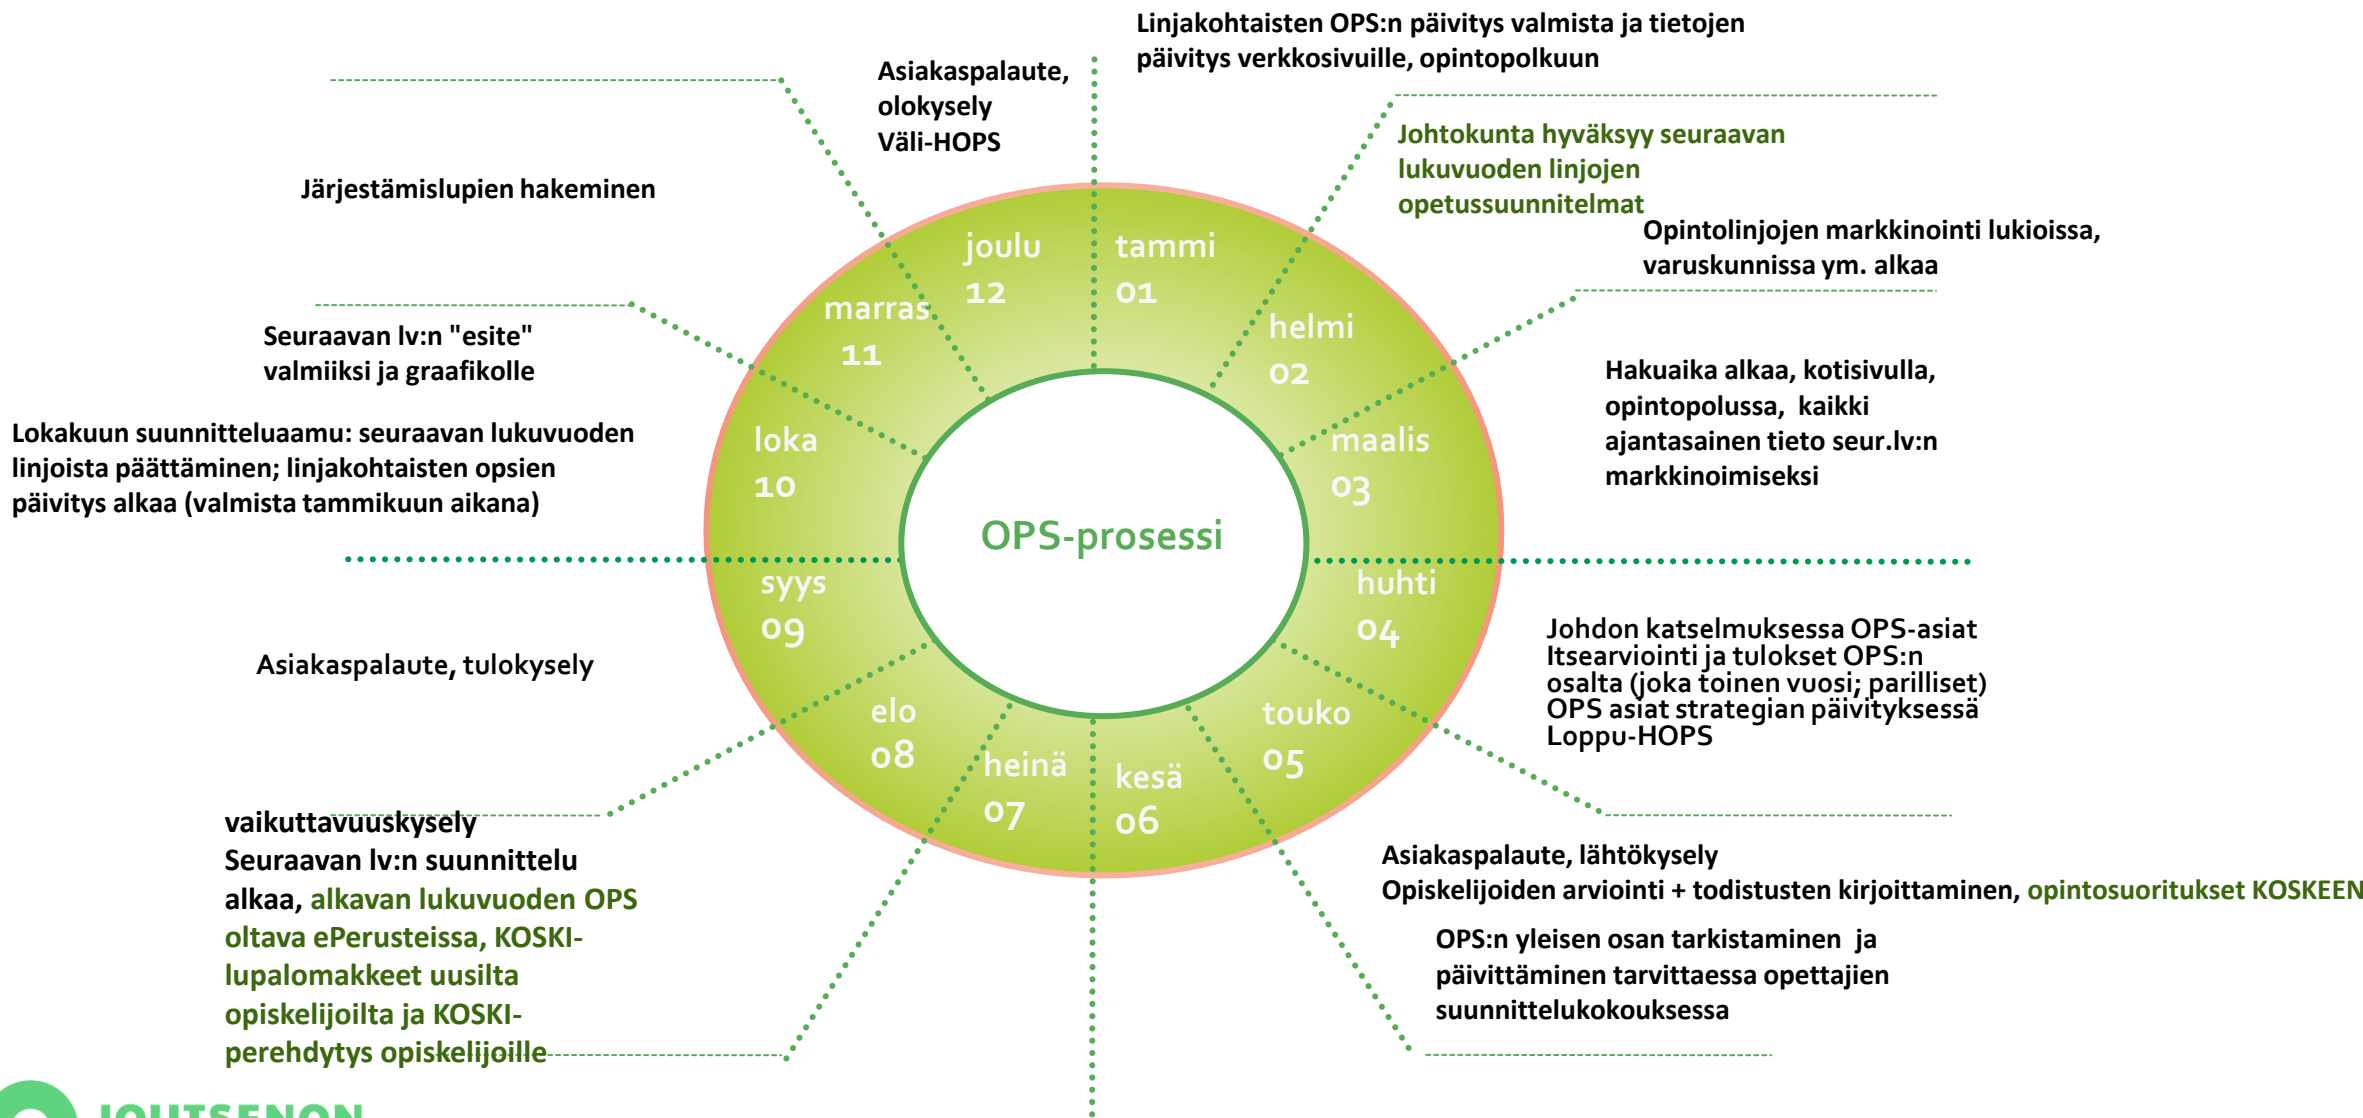 Linjakohtaisten OPS:n päivitys valmista ja tietojen
päivitys verkkosivuille, opintopolkuun
Asiakaspalaute,
olokysely
Väli-HOPS
Johtokunta hyväksyy seuraavan
lukuvuoden linjojen
opetussuunnitelmat
Järjestämislupien hakeminen
Opintolinjojen markkinointi lukioissa,
varuskunnissa ym. alkaa
joulu
12
tammi
01
marras
11
helmi
02
Seuraavan lv:n "esite"
valmiiksi ja graafikolle
Hakuaika alkaa, kotisivulla,
opintopolussa, kaikki
ajantasainen tieto seur.lv:n
markkinoimiseksi
Lokakuun suunnitteluaamu: seuraavan lukuvuoden
linjoista päättäminen; linjakohtaisten opsien
päivitys alkaa (valmista tammikuun aikana)
loka
10
maalis
03
OPS-prosessi
syys
09
huhti
04
Asiakaspalaute, tulokysely
Johdon katselmuksessa OPS-asiat
Itsearviointi ja tulokset OPS:n
osalta (joka toinen vuosi; parilliset)
OPS asiat strategian päivityksessä
Loppu-HOPS
elo
08
touko
05
heinä
07
kesä
06
vaikuttavuuskysely
Seuraavan lv:n suunnittelu
alkaa, alkavan lukuvuoden OPS
oltava ePerusteissa, KOSKI-
lupalomakkeet uusilta
opiskelijoilta ja KOSKI-
perehdytys opiskelijoille
Asiakaspalaute, lähtökysely
Opiskelijoiden arviointi + todistusten kirjoittaminen, opintosuoritukset KOSKEEN
OPS:n yleisen osan tarkistaminen ja
päivittäminen tarvittaessa opettajien
suunnittelukokouksessa
JOUTSENON